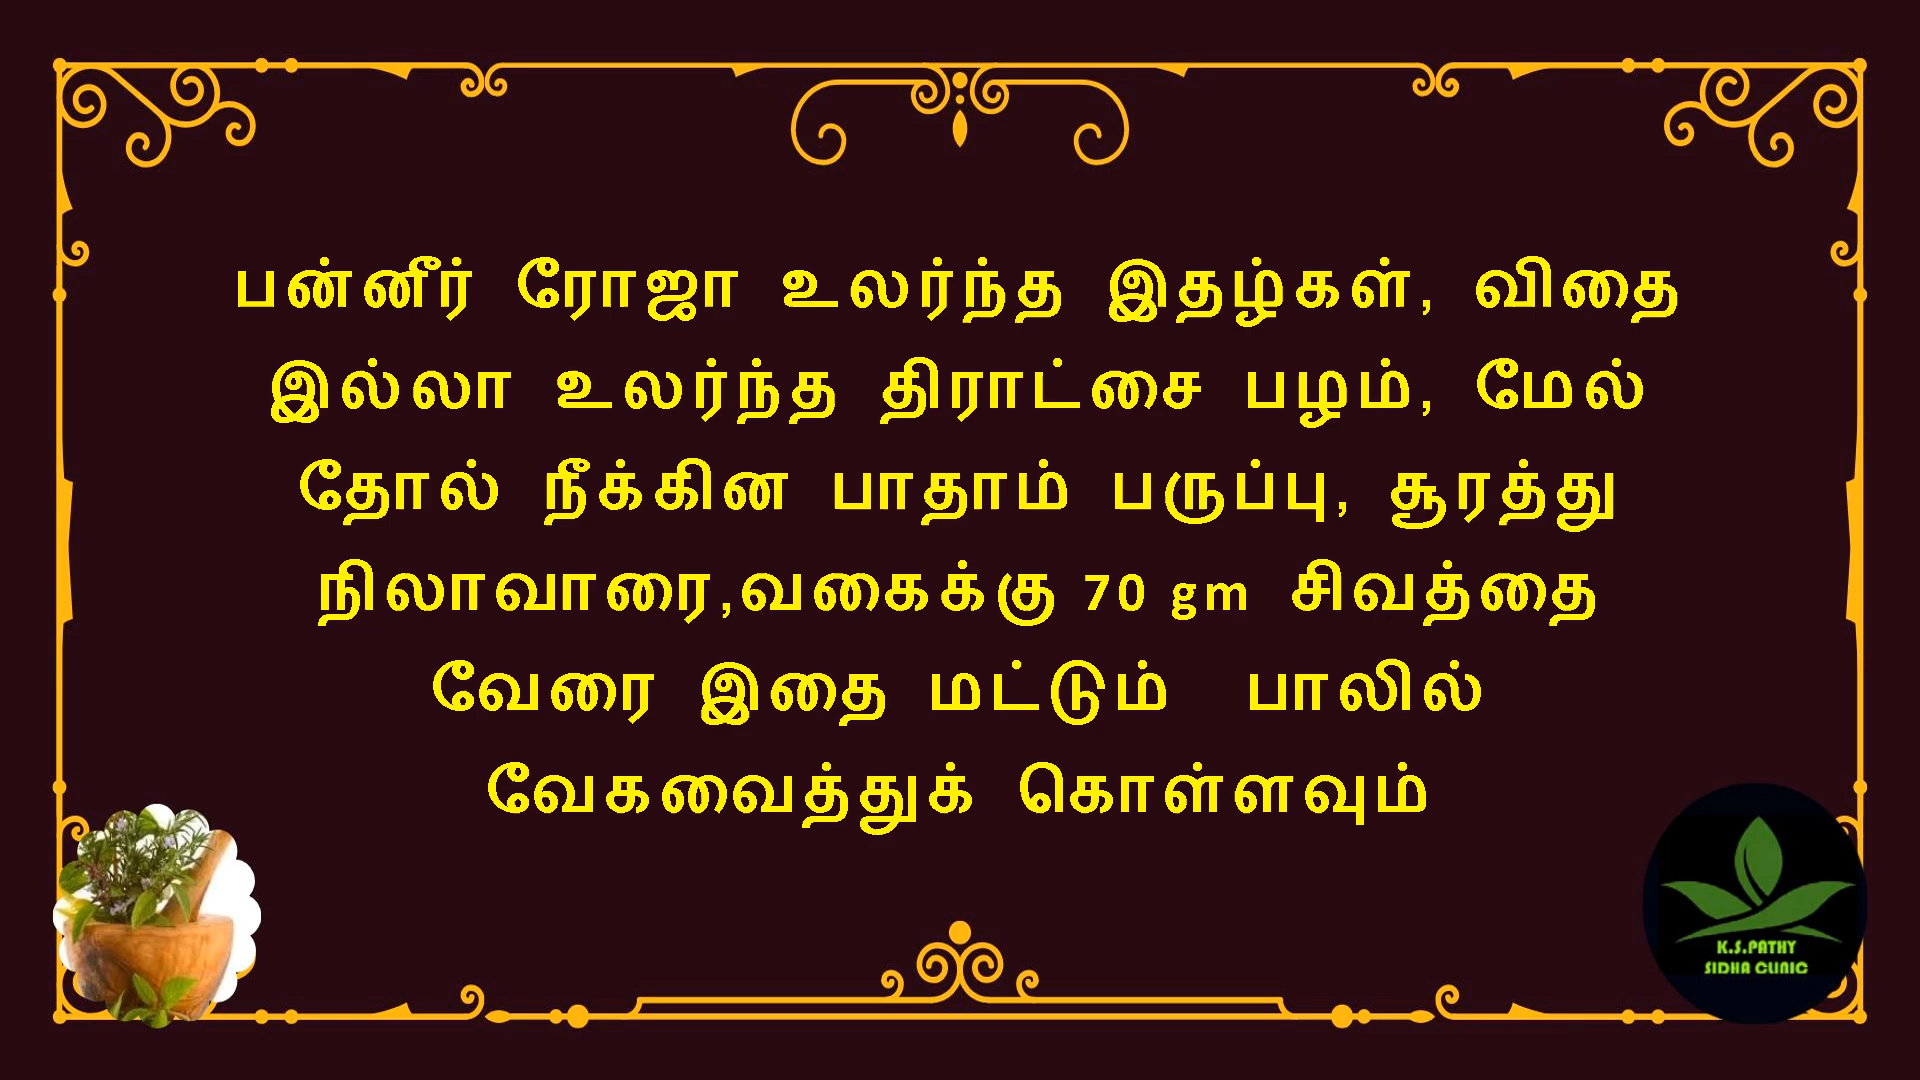 பன்னீர் ரோஜா உலர்ந்த இதழ்கள், விதை
இல்லா உலர்ந்த திராட்சை பழம், மேல்
தோல் நீக்கின பாதாம் பருப்பு, சூரத்து
நிலாவாரை,வகைக்கு 70 gm சிவத்தை
வேரை இதை மட்டும் பாலில்
வேகவைத்துக் கொள்ளவும்
K.S.PATHY
SIDHA CLINIC